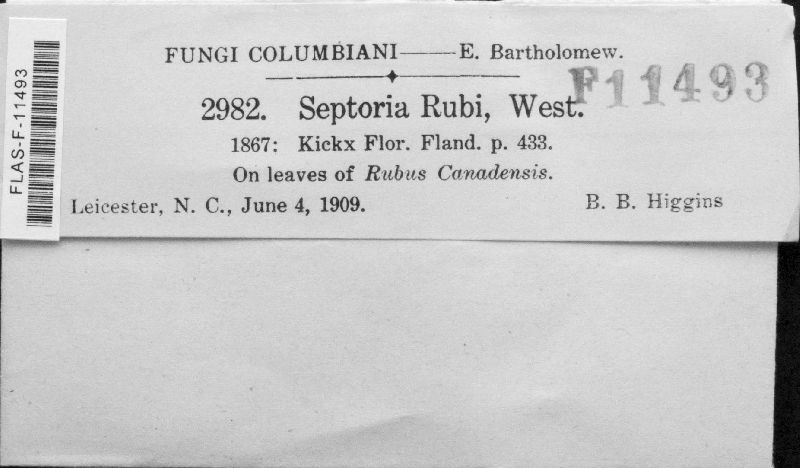 FUNGI COLUMBIANI——E. Bartholomew.
2982. Septoria Rubi, West.
F11493
1867: Kickx Flor. Fland. p. 433.
On leaves of Rubus Canadensis.
Leicester, N. C., June 4, 1909. B. B. Higgins
FLAS-F-11493